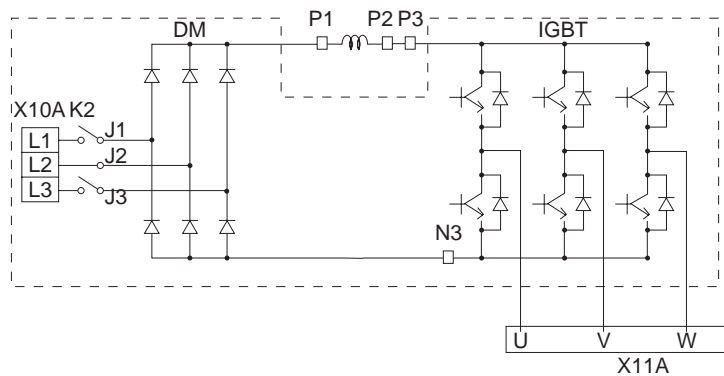 P1 P2 P3
DM IGBT
X10A K2
L1 J1
L2 J2
L3 J3
N3
U V W
X11A